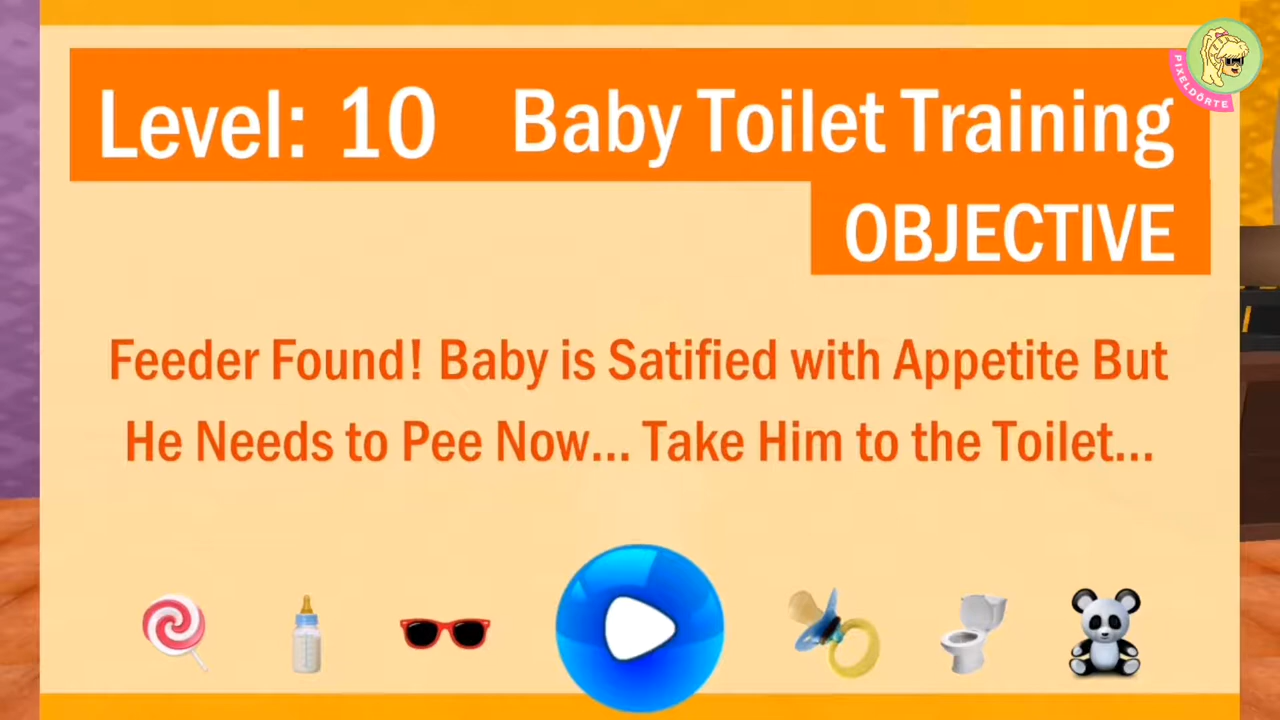 Level: 10 Baby Toilet Training
OBJECTIVE
Feeder Found! Baby is Satified with Appetite But
He Needs to Pee Now... Take Him to the Toilet...
PIXELDÖRTE